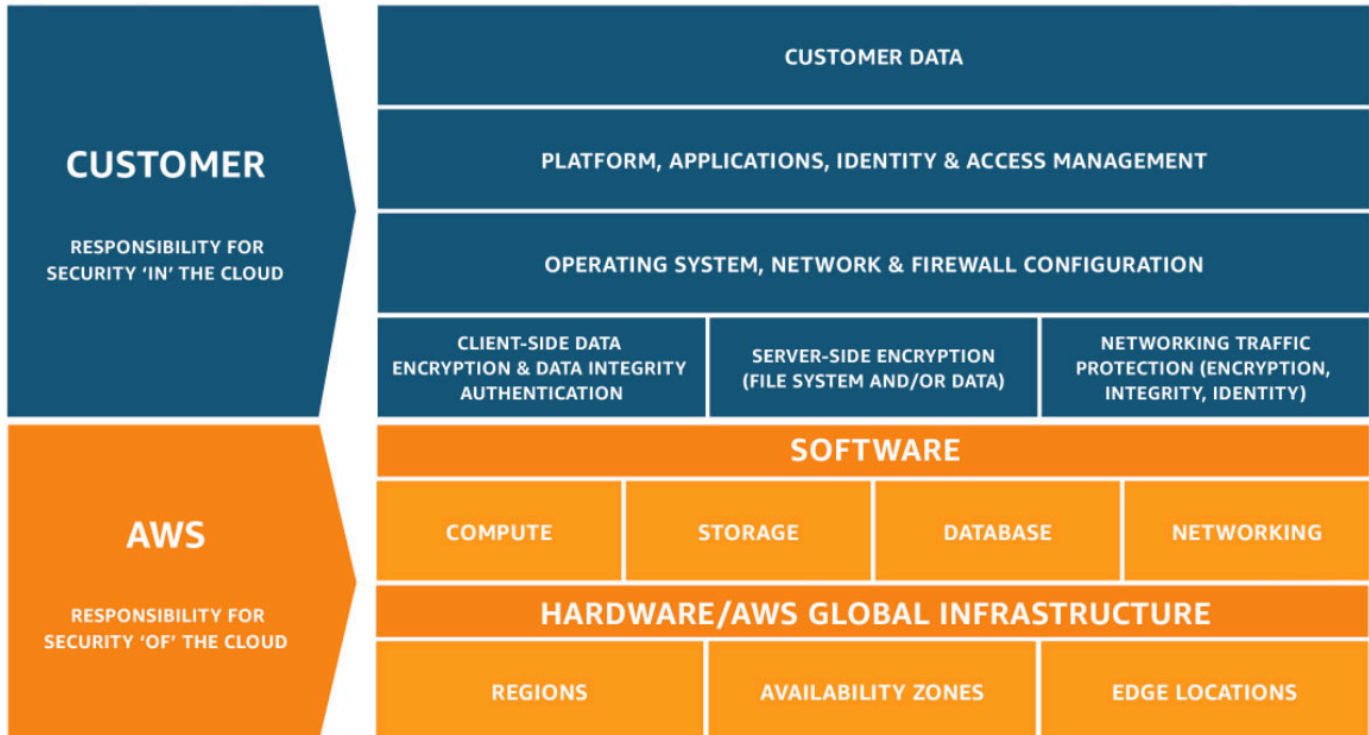 CUSTOMER
RESPONSIBILITY FOR
SECURITY ‘IN’ THE CLOUD
CUSTOMER DATA
PLATFORM, APPLICATIONS, IDENTITY & ACCESS MANAGEMENT
OPERATING SYSTEM, NETWORK & FIREWALL CONFIGURATION
CLIENT-SIDE DATA
ENCRYPTION & DATA INTEGRITY
AUTHENTICATION
SERVER-SIDE ENCRYPTION
(FILE SYSTEM AND/OR DATA)
NETWORKING TRAFFIC
PROTECTION (ENCRYPTION,
INTEGRITY, IDENTITY)
AWS
RESPONSIBILITY FOR
SECURITY ‘OF’ THE CLOUD
SOFTWARE
COMPUTE
STORAGE
DATABASE
NETWORKING
HARDWARE/AWS GLOBAL INFRASTRUCTURE
REGIONS
AVAILABILITY ZONES
EDGE LOCATIONS